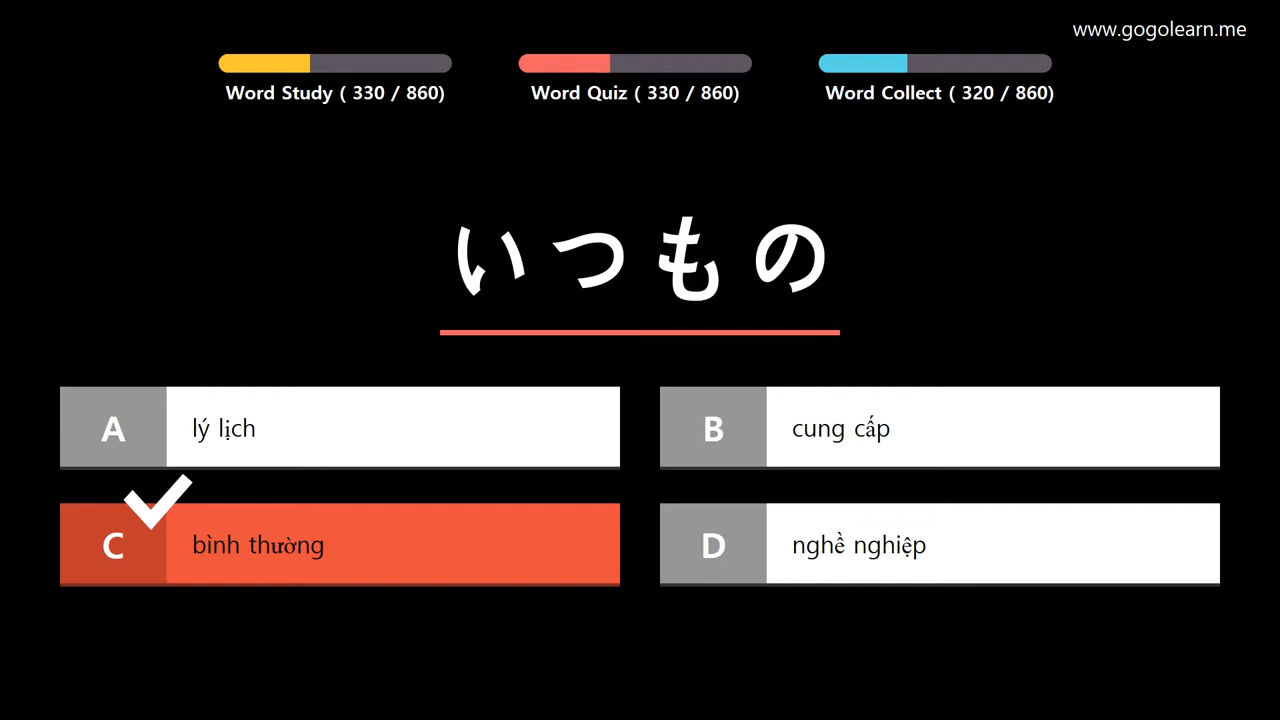 www.gogolearn.me
Word Study ( 330 / 860)
Word Quiz ( 330 / 860)
Word Collect ( 320 / 860)
いつもの
A
lý lịch
B
cung cấp
C
bình thường
D
nghề nghiệp